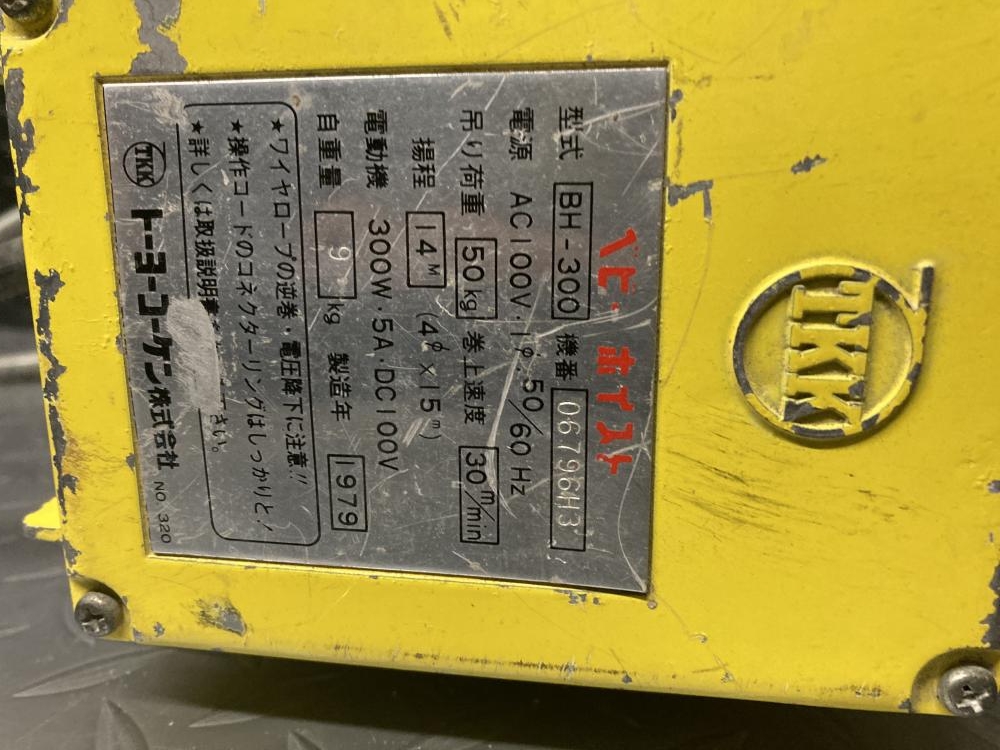 ベビ・ホイスト
型式 BH-300 機番 06796H3
電源 AC100V・1φ・50/60Hz
吊り荷重 50kg 巻上速度 30m/min
揚程 14M (4φ×15m)
電動機 300W・5A・DC100V
自重量 9kg 製造年 1979
★ワイヤロープの逆巻・電圧降下に注意!!
★操作コードのコネクターリングはしっかりと!
★詳しくは取扱説明書 さい。
TKK トーヨーコーケン株式会社 NO.320
TKK